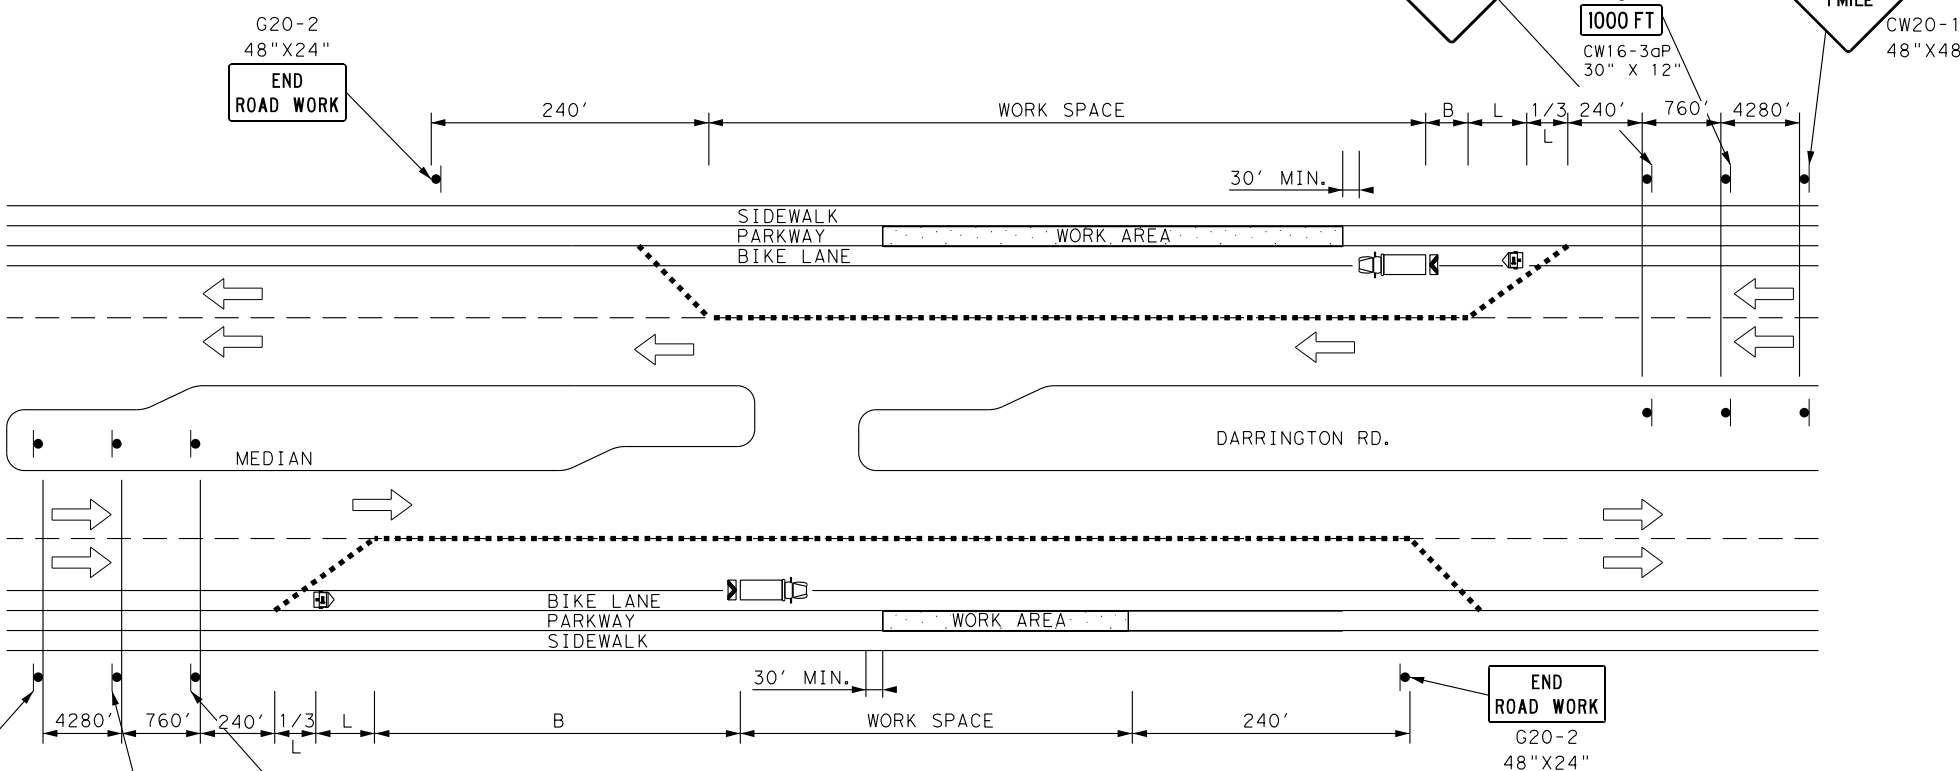 G20-2
48"X24"
END
ROAD WORK
1 MILE
CW20-1
48"X48
1000 FT
CW16-3aP
30" X 12"
240'
WORK SPACE
B
L
1/3
L
240'
760'
4280'
30' MIN.
SIDEWALK
PARKWAY
WORK AREA
BIKE LANE
MEDIAN
DARRINGTON RD.
BIKE LANE
PARKWAY
WORK AREA
SIDEWALK
30' MIN.
4280'
760'
240'
1/3
L
L
B
WORK SPACE
240'
END
ROAD WORK
G20-2
48"X24"